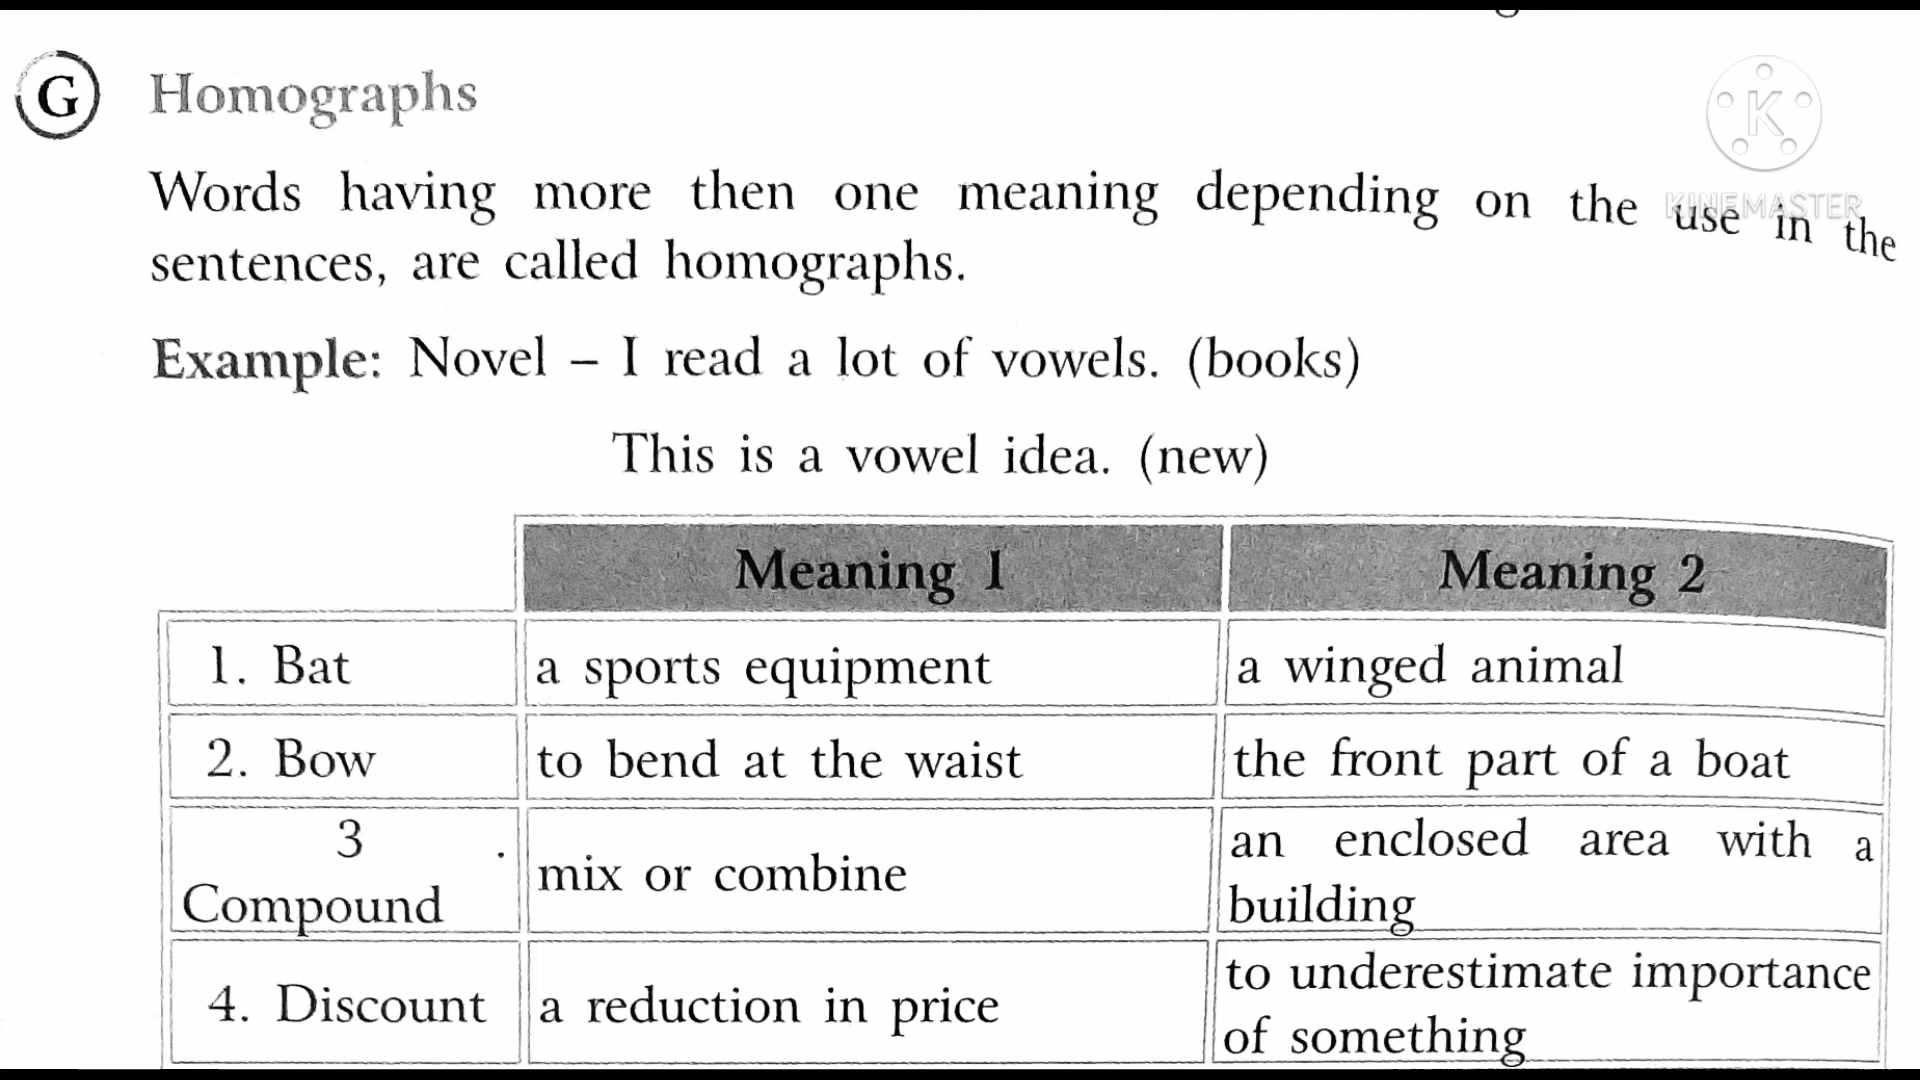 G Homographs
K
KINEMASTER
Words having more then one meaning depending on the use in the
sentences, are called homographs.
Example: Novel – I read a lot of vowels. (books)
This is a vowel idea. (new)
Meaning 1 Meaning 2
1. Bat a sports equipment a winged animal
2. Bow to bend at the waist the front part of a boat
3 .
Compound mix or combine an enclosed area with a
building
4. Discount a reduction in price to underestimate importance
of something